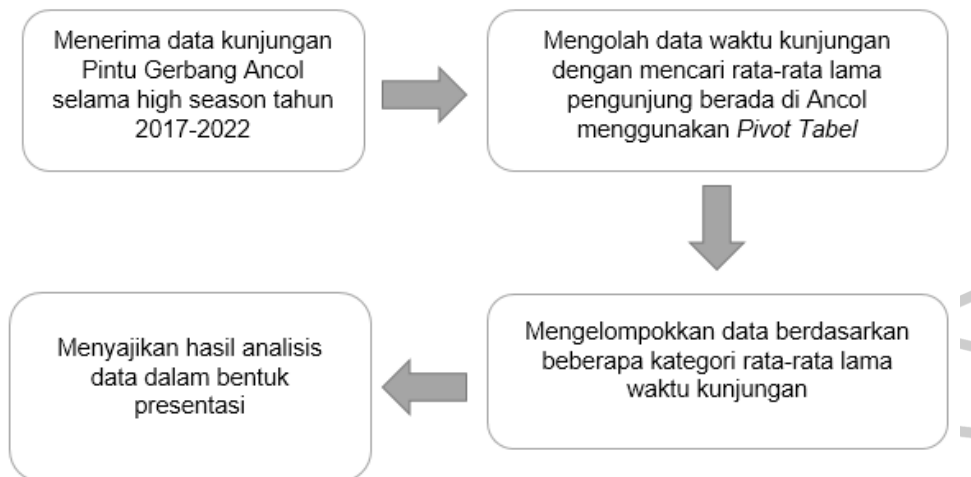 Menerima data kunjungan
Pintu Gerbang Ancol
selama high season tahun
2017-2022
Mengolah data waktu kunjungan
dengan mencari rata-rata lama
pengunjung berada di Ancol
menggunakan Pivot Tabel
Mengelompokkan data berdasarkan
beberapa kategori rata-rata lama
waktu kunjungan
Menyajikan hasil analisis
data dalam bentuk
presentasi